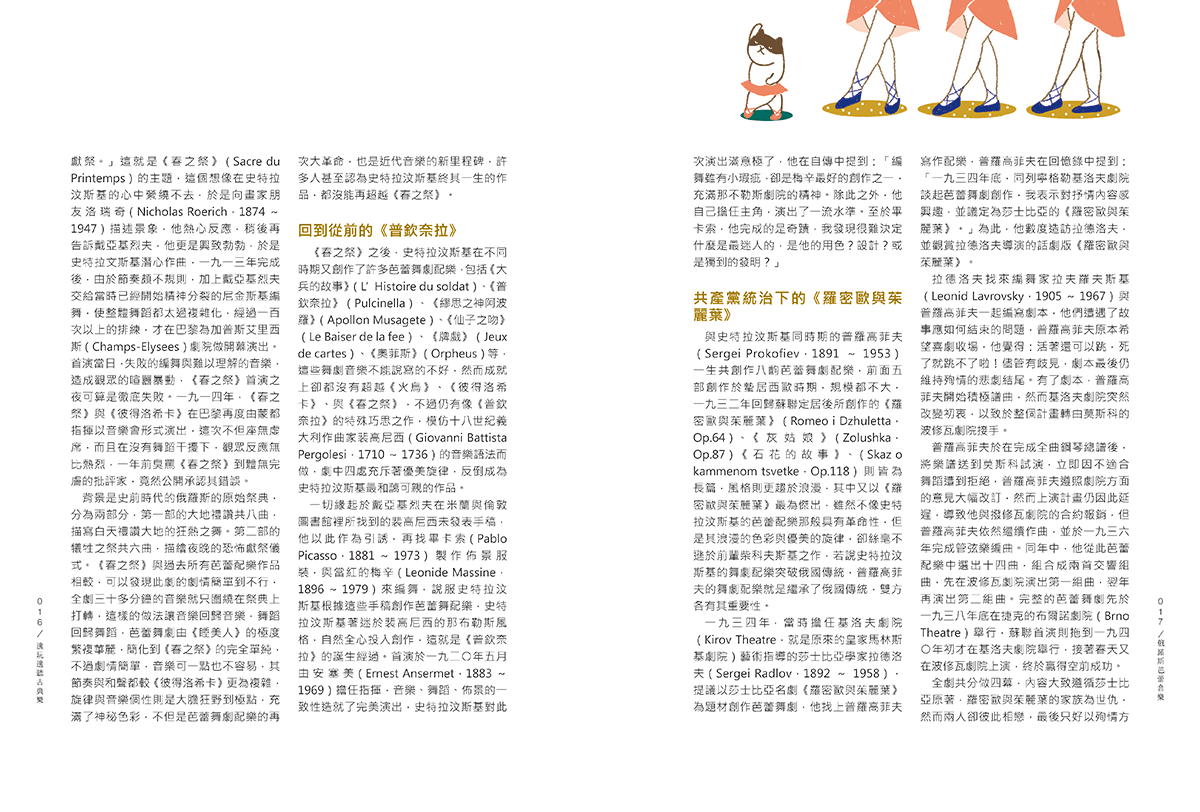 獻祭。」這就是《春之祭》(Sacre du
Printemps)的主題，這個想像在史特拉
汶斯基的心中縈繞不去，於是向畫家朋
友洛瑞奇(Nicholas Roerich，1874 ~
1947)描述景象，他熱心反應，稍後再
告訴戴亞基烈夫，他更是興致勃勃，於是
史特拉文斯基潛心作曲，一九一三年完成
後，由於節奏頗不規則，加上戴亞基烈夫
交給當時已經開始精神分裂的尼金斯基編
舞，使整體舞蹈都太過複雜化，經過一百
次以上的排練，才在巴黎為加普斯艾里西
斯(Champs-Elysees)劇院做開幕演出。
首演當日，失敗的編舞與難以理解的音樂，
造成觀眾的喧囂暴動，《春之祭》首演之
夜可算是徹底失敗。一九一四年，《春之
祭》與《彼得洛希卡》在巴黎再度由蒙都
指揮以音樂會形式演出，這次不但座無虛
席，而且在沒有舞蹈干擾下，觀眾反應無
比熱烈，一年前臭罵《春之祭》到體無完
膚的批評家，竟然公開承認其錯誤。
背景是史前時代的俄羅斯的原始祭典，
分為兩部分，第一部的大地禮讚共八曲，
描寫白天禮讚大地的狂熱之舞。第二部的
犧牲之祭共六曲，描繪夜晚的恐怖獻祭儀
式。《春之祭》與過去所有芭蕾配樂作品
相較，可以發現此劇的劇情簡單到不行，
全劇三十多分鐘的音樂就只圍繞在祭典上
打轉，這樣的做法讓音樂回歸音樂，舞蹈
回歸舞蹈，芭蕾舞劇由《睡美人》的極度
繁複華麗，簡化到《春之祭》的完全單純，
不過劇情簡單，音樂可一點也不容易，其
節奏與和聲都較《彼得洛希卡》更為複雜，
旋律與音樂個性則是大膽狂野到極點，充
滿了神秘色彩，不但是芭蕾舞劇配樂的再
次大革命，也是近代音樂的新里程碑，許
多人甚至認為史特拉汶斯基終其一生的作
品，都沒能再超越《春之祭》。
回到從前的《普欽奈拉》
《春之祭》之後，史特拉汶斯基在不同
時期又創作了許多芭蕾舞劇配樂，包括《大
兵的故事》(L' Histoire du soldat)、《普
欽奈拉》(Pulcinella)、《繆思之神阿波
羅》(Apollon Musagete)、《仙子之吻》
(Le Baiser de la fee)、《牌戲》(Jeux
de cartes)、《奧菲斯》(Orpheus)等，
這些舞劇音樂不能說寫的不好，然而成就
上卻都沒有超越《火鳥》、《彼得洛希
卡》、與《春之祭》，不過仍有像《普欽
奈拉》的特殊巧思之作，模仿十八世紀義
大利作曲家裴高尼西(Giovanni Battista
Pergolesi，1710 ~ 1736)的音樂語法而
做，劇中四處充斥著優美旋律，反倒成為
史特拉汶斯基最和藹可親的作品。
一切緣起於戴亞基烈夫在米蘭與倫敦
圖書館裡所找到的裴高尼西未發表手稿，
他以此作為引誘，再找畢卡索(Pablo
Picasso，1881 ~ 1973)製作佈景服
裝，與當紅的梅辛(Leonide Massine，
1896 ~ 1979)來編舞，說服史特拉汶
斯基根據這些手稿創作芭蕾舞配樂，史特
拉汶斯基著迷於裴高尼西的那布勒斯風
格，自然全心投入創作，這就是《普欽奈
拉》的誕生經過。首演於一九二〇年五月
由安塞美(Ernest Ansermet，1883 ~
1969)擔任指揮，音樂、舞蹈、佈景的一
致性造就了完美演出，史特拉汶斯基對此
016／邊玩邊聽古典樂
次演出滿意極了，他在自傳中提到：「編
舞雖有小瑕疵，卻是梅辛最好的創作之一，
充滿那不勒斯劇院的精神。除此之外，他
自己擔任主角，演出了一流水準。至於畢
卡索，他完成的是奇蹟，我發現很難決定
什麼是最迷人的，是他的用色？設計？或
是獨到的發明？」
共產黨統治下的《羅密歐與茱
麗葉》
與史特拉汶斯基同時期的普羅高菲夫
(Sergei Prokofiev，1891 ~ 1953)
一生共創作八齣芭蕾舞劇配樂，前面五
部創作於蟄居西歐時期，規模都不大，
一九三二年回歸蘇聯定居後所創作的《羅
密歐與茱麗葉》(Romeo i Dzhuletta，
Op.64)、《灰姑娘》(Zolushka，
Op.87)《石花的故事》、(Skaz o
kammenom tsvetke，Op.118)則皆為
長篇，風格則更趨於浪漫，其中又以《羅
密歐與茱麗葉》最為傑出，雖然不像史特
拉汶斯基的芭蕾配樂那般具有革命性，但
是其浪漫的色彩與優美的旋律，卻絲毫不
遜於前輩柴科夫斯基之作，若說史特拉汶
斯基的舞劇配樂突破俄國傳統，普羅高菲
夫的舞劇配樂就是繼承了俄國傳統，雙方
各有其重要性。
一九三四年，當時擔任基洛夫劇院
(Kirov Theatre，就是原來的皇家馬林斯
基劇院)藝術指導的莎士比亞學家拉德洛
夫(Sergei Radlov，1892 ~ 1958)，
提議以莎士比亞名劇《羅密歐與茱麗葉》
為題材創作芭蕾舞劇，他找上普羅高菲夫
寫作配樂，普羅高菲夫在回憶錄中提到：
「一九三四年底，同列寧格勒基洛夫劇院
談起芭蕾舞劇創作，我表示對抒情內容感
興趣，並議定為莎士比亞的《羅密歐與茱
麗葉》。」為此，他數度造訪拉德洛夫，
並觀賞拉德洛夫導演的話劇版《羅密歐與
茱麗葉》。
拉德洛夫找來編舞家拉夫羅夫斯基
(Leonid Lavrovsky，1905 ~ 1967)與
普羅高菲夫一起編寫劇本，他們遭遇了故
事應如何結束的問題，普羅高菲夫原本希
望喜劇收場，他覺得：活著還可以跳，死
了就跳不了啦！儘管有歧見，劇本最後仍
維持殉情的悲劇結尾。有了劇本，普羅高
菲夫開始積極譜曲，然而基洛夫劇院突然
改變初衷，以致於整個計畫轉由莫斯科的
波修瓦劇院接手。
普羅高菲夫於在完成全曲鋼琴總譜後，
將樂譜送到莫斯科試演，立即因不適合
舞蹈遭到拒絕，普羅高菲夫遵照劇院方面
的意見大幅改訂，然而上演計畫仍因此延
遲，導致他與撥修瓦劇院的合約報銷，但
普羅高菲夫依然繼續作曲，並於一九三六
年完成管弦樂編曲。同年中，他從此芭蕾
配樂中選出十四曲，組合成兩首交響組
曲，先在波修瓦劇院演出第一組曲，翌年
再演出第二組曲。完整的芭蕾舞劇先於
一九三八年底在捷克的布爾諾劇院(Brno
Theatre)舉行，蘇聯首演則拖到一九四
〇年初才在基洛夫劇院舉行，接著春天又
在波修瓦劇院上演，終於贏得空前成功。
全劇共分做四幕，內容大致遵循莎士比
亞原著，羅密歐與茱麗葉的家族為世仇，
然而兩人卻彼此相戀，最後只好以殉情方
017／俄羅斯芭蕾音樂